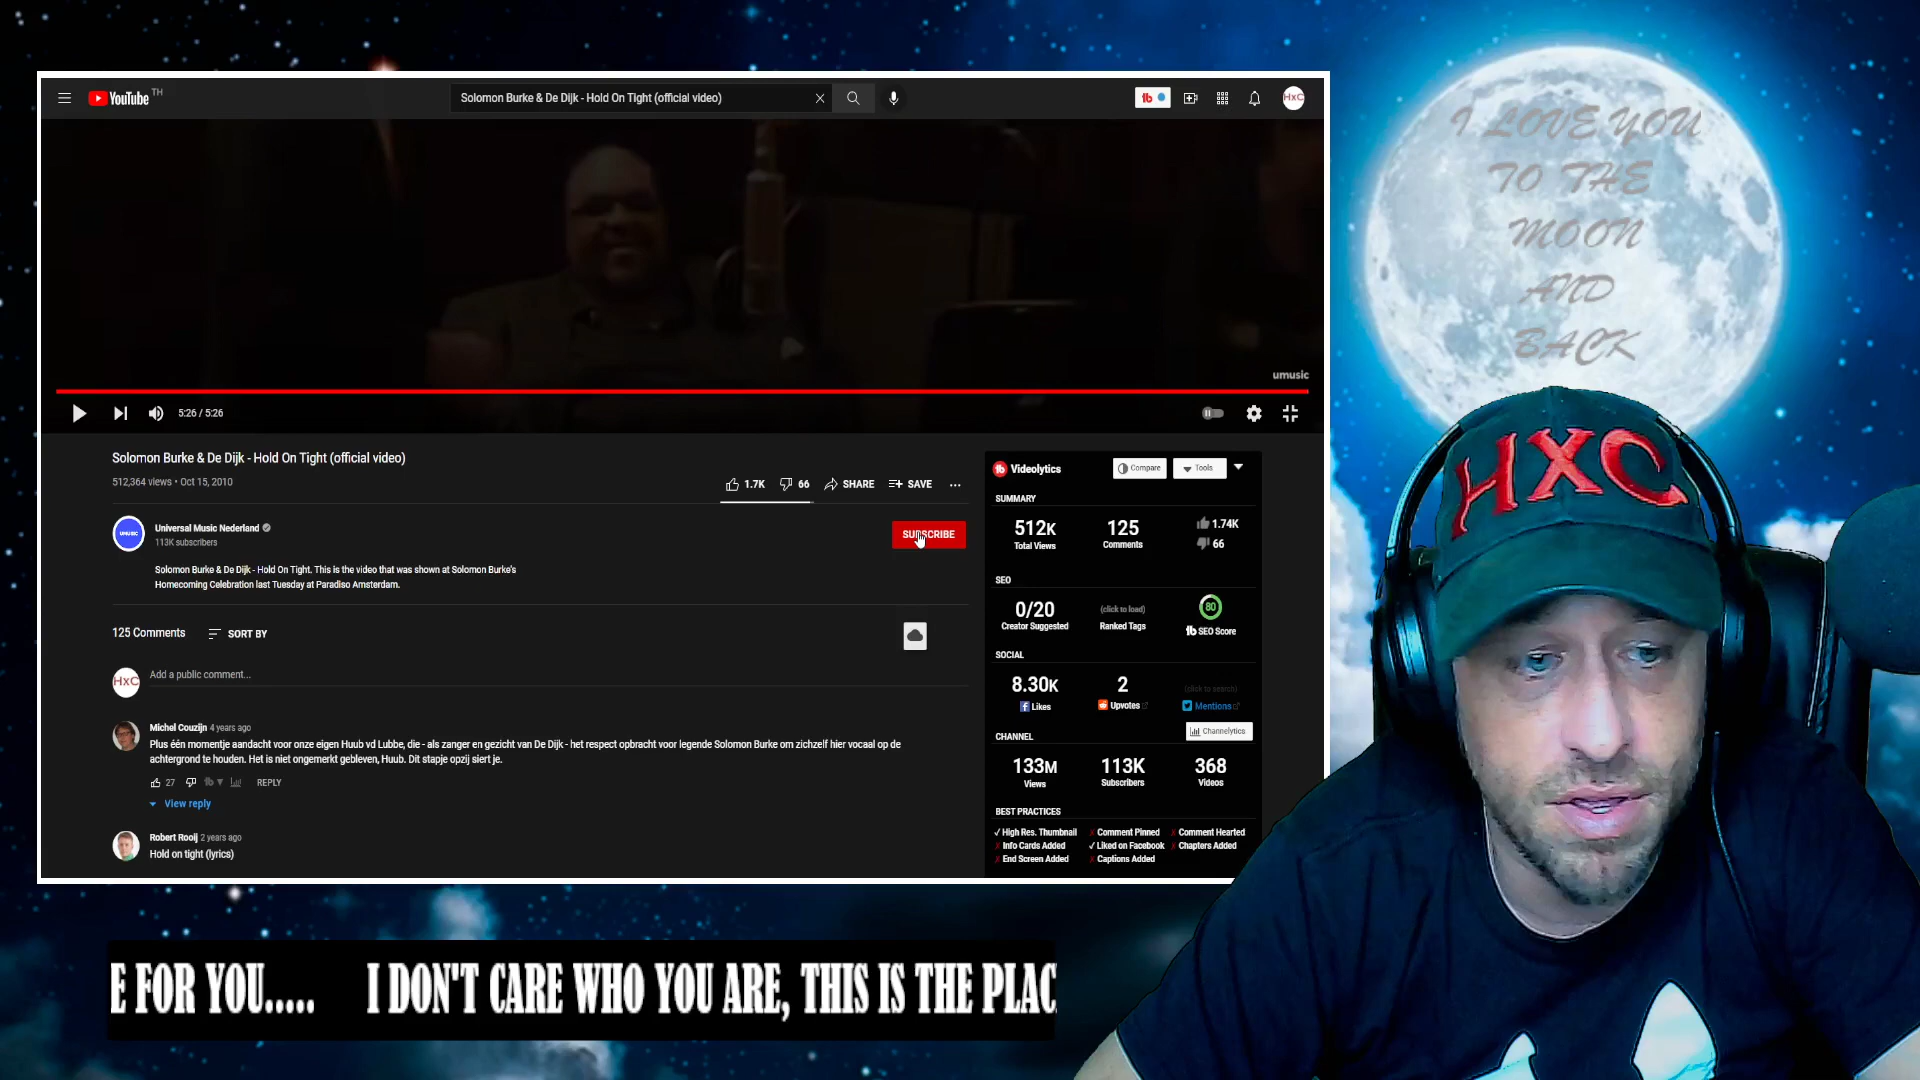 YouTube TH
Solomon Burke & De Dijk - Hold On Tight (official video)
HxC
I LOVE YOU
TO THE
MOON
AND
BACK
umusic
5:26 / 5:26
Solomon Burke & De Dijk - Hold On Tight (official video)
512,364 views • Oct 15, 2010
1.7K 66 SHARE SAVE
UMUSIC
Universal Music Nederland
113K subscribers
SUBSCRIBE
Solomon Burke & De Dijk - Hold On Tight. This is the video that was shown at Solomon Burke's
Homecoming Celebration last Tuesday at Paradiso Amsterdam.
125 Comments SORT BY
HxC
Add a public comment...
Michel Couzijn 4 years ago
Plus één momentje aandacht voor onze eigen Huub vd Lubbe, die - als zanger en gezicht van De Dijk - het respect opbracht voor legende Solomon Burke om zichzelf hier vocaal op de
achtergrond te houden. Het is niet ongemerkt gebleven, Huub. Dit stapje opzij siert je.
27 REPLY
View reply
Robert Rooij 2 years ago
Hold on tight (lyrics)
Videolytics Compare Tools
SUMMARY
512K 125 1.74K
Total Views Comments 66
SEO
0/20 (click to load) 80
Creator Suggested Ranked Tags tb SEO Score
SOCIAL
8.30K 2 (click to search)
Likes Upvotes Mentions
CHANNEL Channelytics
133M 113K 368
Views Subscribers Videos
BEST PRACTICES
High Res. Thumbnail Comment Pinned Comment Hearted
Info Cards Added Liked on Facebook Chapters Added
End Screen Added Captions Added
HXC
E FOR YOU..... I DON'T CARE WHO YOU ARE, THIS IS THE PLAC